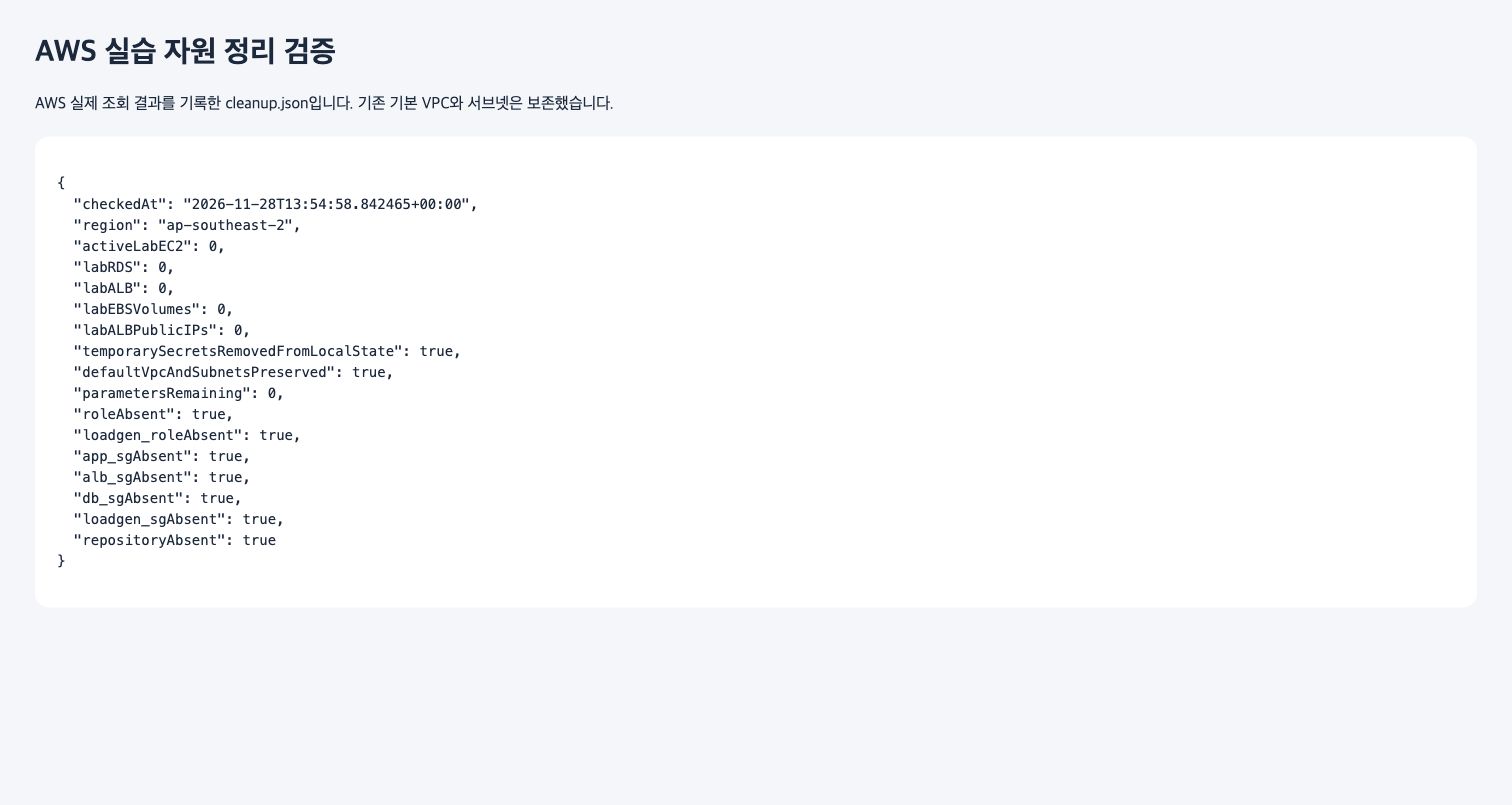 AWS 실습 자원 정리 검증
AWS 실제 조회 결과를 기록한 cleanup.json입니다. 기존 기본 VPC와 서브넷은 보존했습니다.
{
  "checkedAt": "2026-11-28T13:54:58.842465+00:00",
  "region": "ap-southeast-2",
  "activeLabEC2": 0,
  "labRDS": 0,
  "labALB": 0,
  "labEBSVolumes": 0,
  "labALBPublicIPs": 0,
  "temporarySecretsRemovedFromLocalState": true,
  "defaultVpcAndSubnetsPreserved": true,
  "parametersRemaining": 0,
  "roleAbsent": true,
  "loadgen_roleAbsent": true,
  "app_sgAbsent": true,
  "alb_sgAbsent": true,
  "db_sgAbsent": true,
  "loadgen_sgAbsent": true,
  "repositoryAbsent": true
}